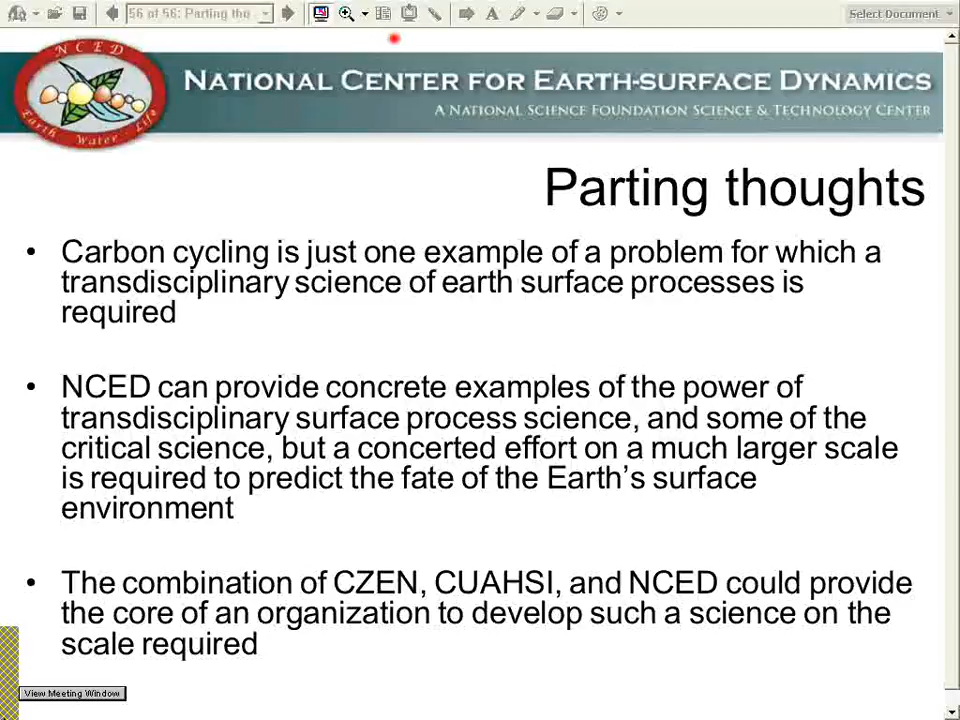 56 of 56: Parting tho
Select Document
NCED
Earth Water Life
NATIONAL CENTER FOR EARTH-SURFACE DYNAMICS
A NATIONAL SCIENCE FOUNDATION SCIENCE & TECHNOLOGY CENTER
Parting thoughts
• Carbon cycling is just one example of a problem for which a
transdisciplinary science of earth surface processes is
required
• NCED can provide concrete examples of the power of
transdisciplinary surface process science, and some of the
critical science, but a concerted effort on a much larger scale
is required to predict the fate of the Earth’s surface
environment
• The combination of CZEN, CUAHSI, and NCED could provide
the core of an organization to develop such a science on the
scale required
View Meeting Window